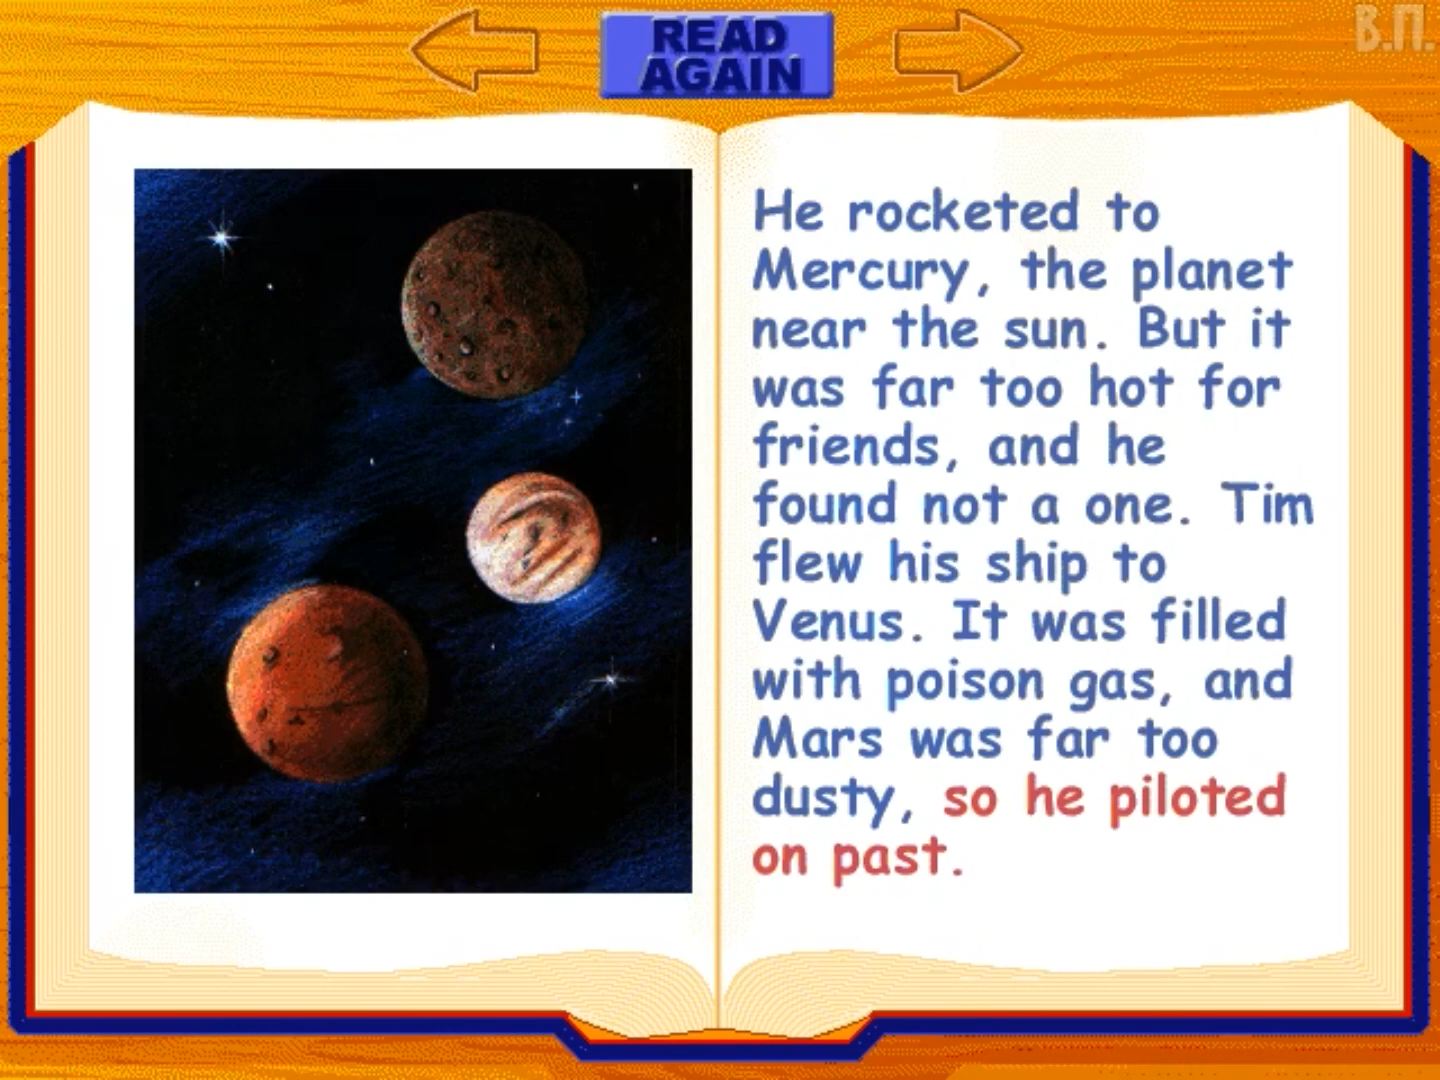 READ
AGAIN
В.П.
He rocketed to
Mercury, the planet
near the sun. But it
was far too hot for
friends, and he
found not a one. Tim
flew his ship to
Venus. It was filled
with poison gas, and
Mars was far too
dusty, so he piloted
on past.